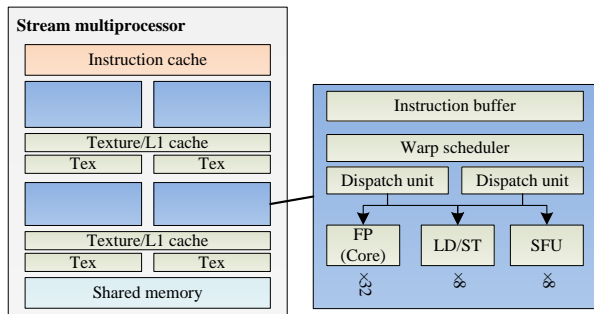 Stream multiprocessor
Instruction cache
Texture/L1 cache
Tex Tex
Texture/L1 cache
Tex Tex
Shared memory
Instruction buffer
Warp scheduler
Dispatch unit Dispatch unit
FP
(Core)
LD/ST
SFU
×32 ×8 ×8